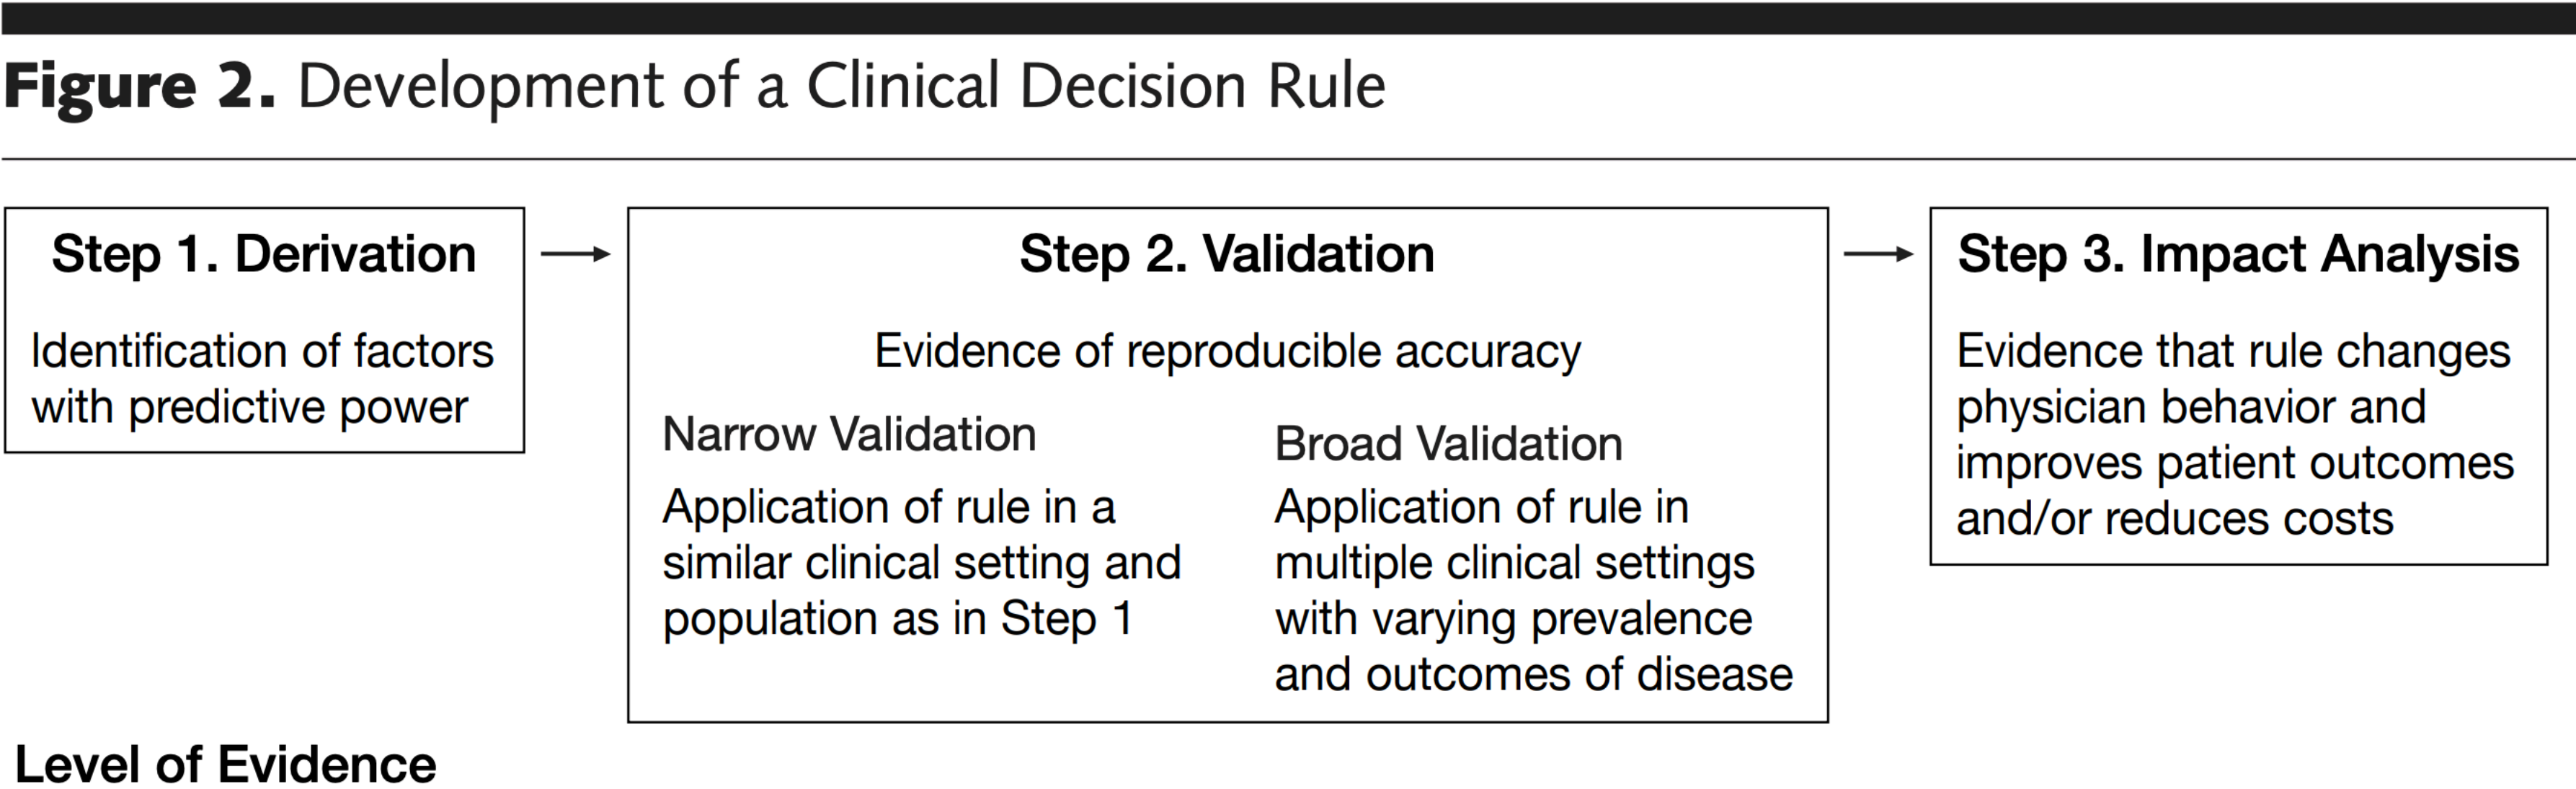 Figure 2. Development of a Clinical Decision Rule
Step 1. Derivation
Identification of factors
with predictive power
Step 2. Validation
Evidence of reproducible accuracy
Narrow Validation
Application of rule in a
similar clinical setting and
population as in Step 1
Broad Validation
Application of rule in
multiple clinical settings
with varying prevalence
and outcomes of disease
Step 3. Impact Analysis
Evidence that rule changes
physician behavior and
improves patient outcomes
and/or reduces costs
Level of Evidence